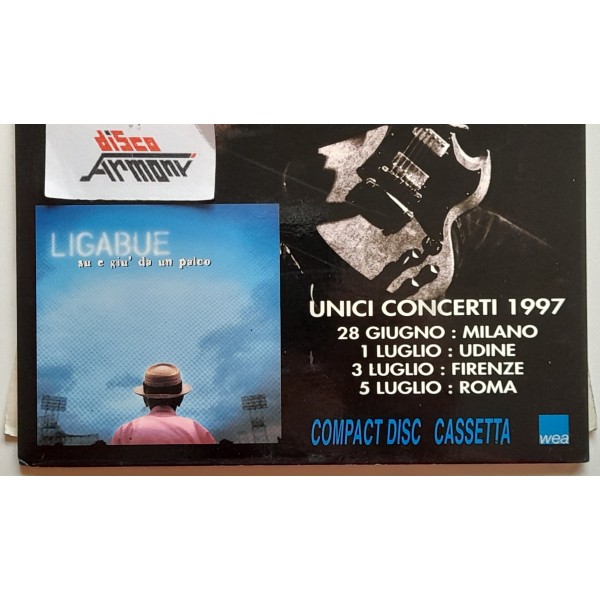 disco
Armony'
LIGABUE
su e giu' da un palco
UNICI CONCERTI 1997
28 GIUGNO : MILANO
1 LUGLIO : UDINE
3 LUGLIO : FIRENZE
5 LUGLIO : ROMA
COMPACT DISC CASSETTA
wea